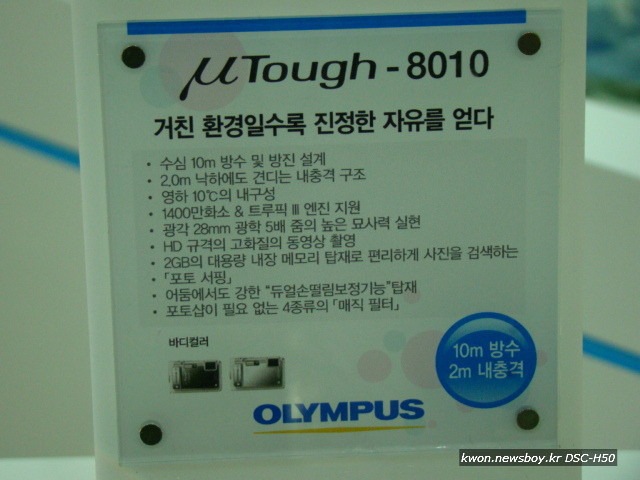 μTough - 8010
거친 환경일수록 진정한 자유를 얻다
• 수심 10m 방수 및 방진 설계
• 2.0m 낙하에도 견디는 내충격 구조
• 영하 10℃의 내구성
• 1400만화소 & 트루픽 Ⅲ 엔진 지원
• 광각 28mm 광학 5배 줌의 높은 묘사력 실현
• HD 규격의 고화질의 동영상 촬영
• 2GB의 대용량 내장 메모리 탑재로 편리하게 사진을 검색하는
• 「포토 서핑」
• 어둠에서도 강한 "듀얼손떨림보정기능"탑재
• 포토샵이 필요 없는 4종류의 「매직 필터」
바디컬러
10m 방수
2m 내충격
OLYMPUS
kwon.newsboy.kr DSC-H50